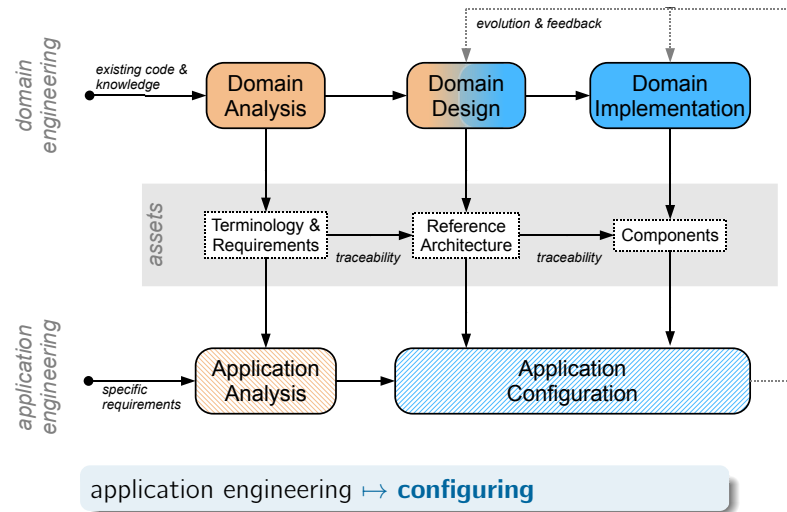 evolution & feedback
domain
engineering
existing code &
knowledge
Domain
Analysis
Domain
Design
Domain
Implementation
assets
Terminology &
Requirements
traceability
Reference
Architecture
traceability
Components
application
engineering
specific
requirements
Application
Analysis
Application
Configuration
application engineering ↦ configuring